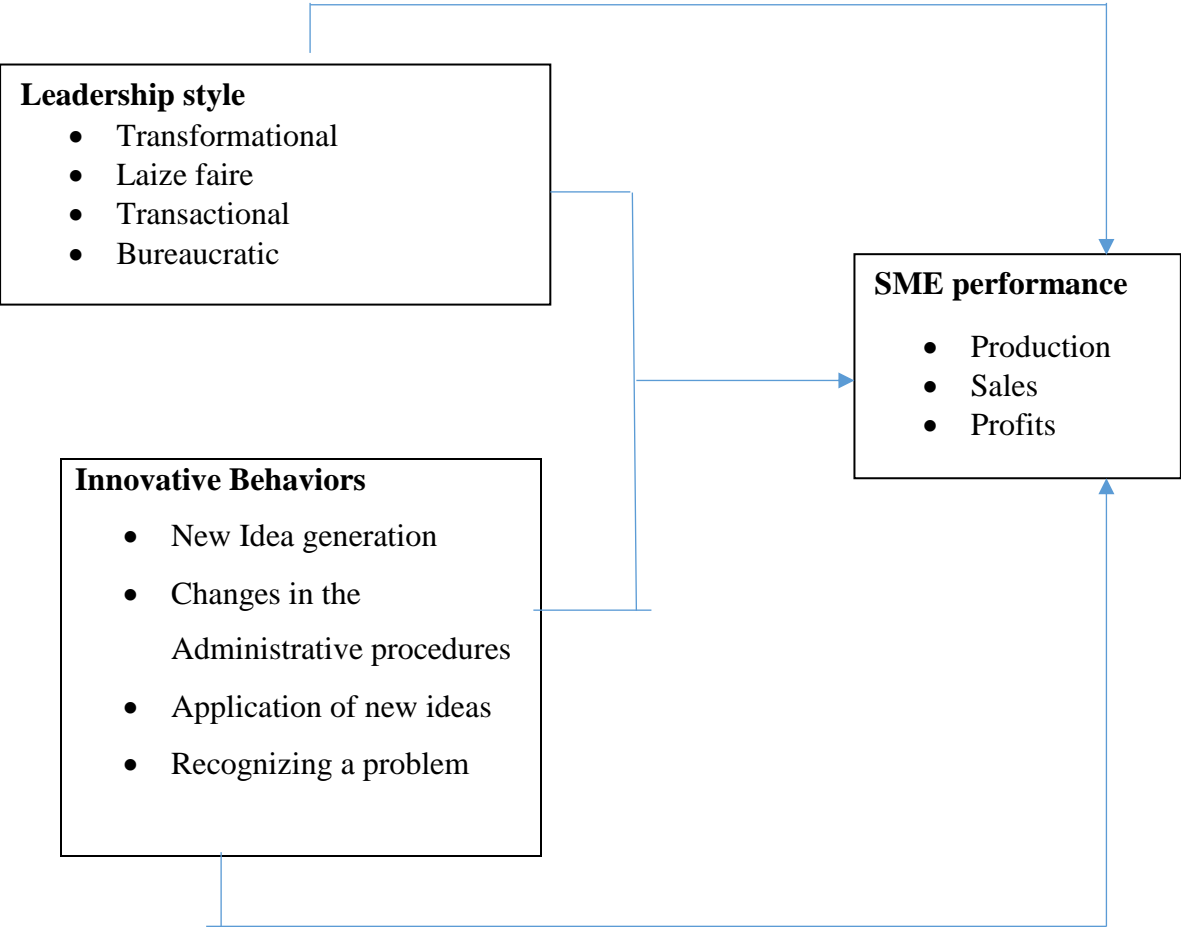 Leadership style
• Transformational
• Laize faire
• Transactional
• Bureaucratic
SME performance
• Production
• Sales
• Profits
Innovative Behaviors
• New Idea generation
• Changes in the
Administrative procedures
• Application of new ideas
• Recognizing a problem